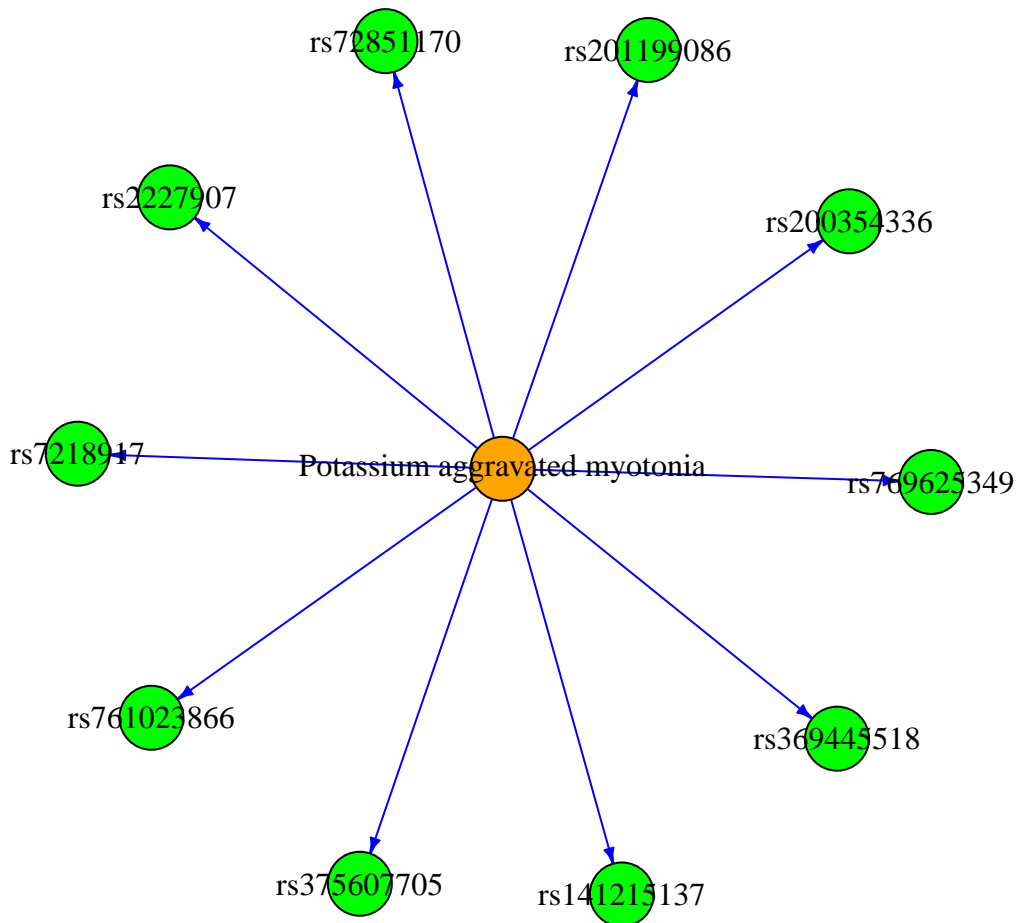 rs72851170
rs201199086
rs2227907
rs200354336
rs7218917
Potassium aggravated myotonia
rs769625349
rs761023866
rs369445518
rs375607705
rs141215137